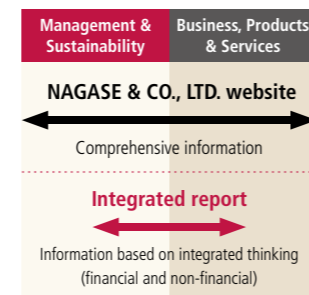 Management &
Sustainability
Business, Products
& Services
NAGASE & CO., LTD. website
Comprehensive information
Integrated report
Information based on integrated thinking
(financial and non-financial)